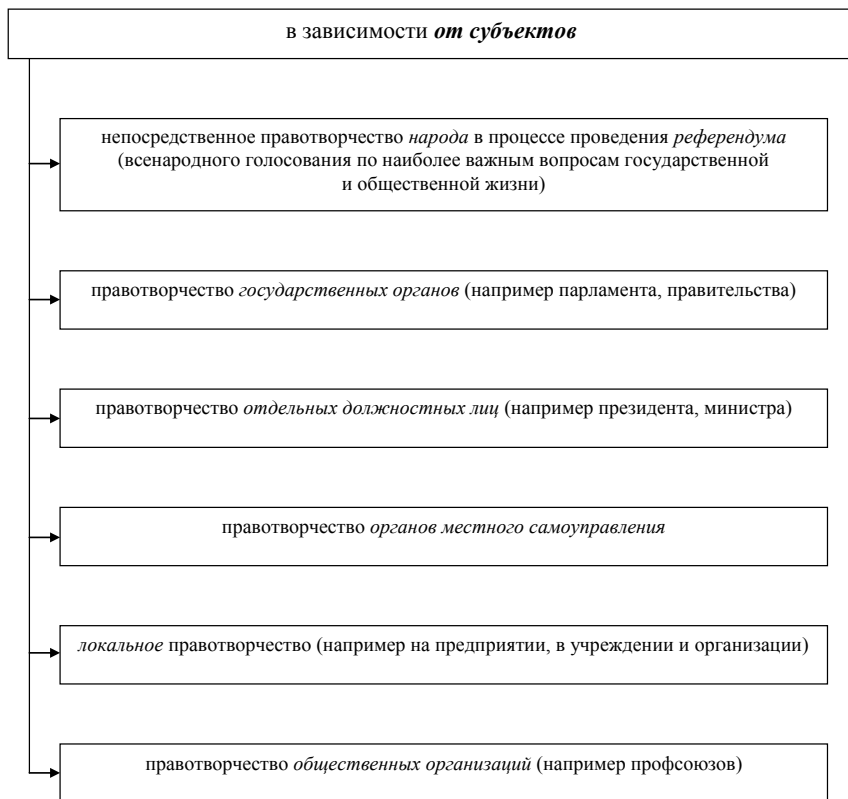 в зависимости от субъектов
непосредственное правотворчество народа в процессе проведения референдума
(всенародного голосования по наиболее важным вопросам государственной
и общественной жизни)
правотворчество государственных органов (например парламента, правительства)
правотворчество отдельных должностных лиц (например президента, министра)
правотворчество органов местного самоуправления
локальное правотворчество (например на предприятии, в учреждении и организации)
правотворчество общественных организаций (например профсоюзов)